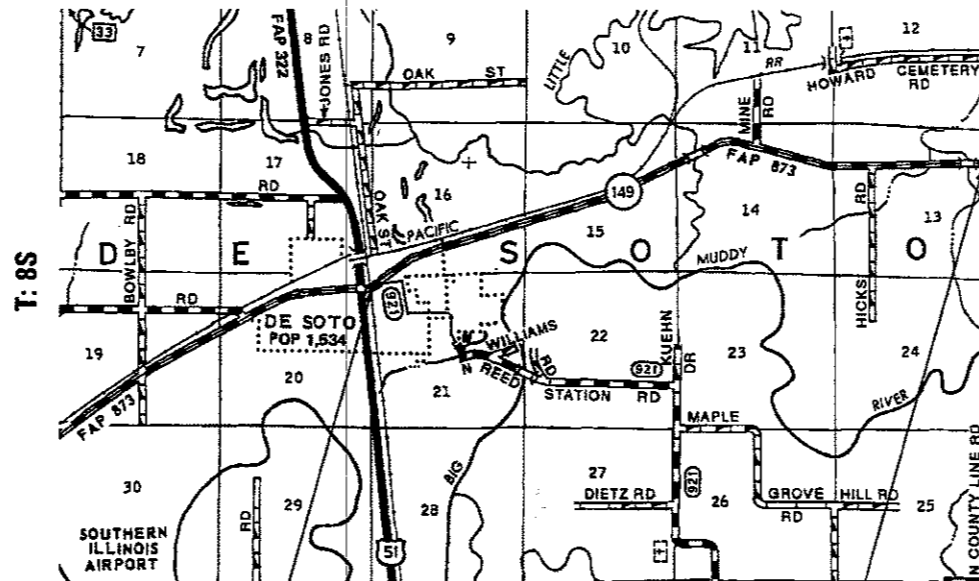 33
7
8
9
10
11
12
FAP 322
JONES RD
OAK ST
LITTLE
RR
HOWARD CEMETERY
RD
MINE RD
18
17
16
149
FAP 873
RD
OAK ST
PACIFIC
15
14
13
RD
HICKS
T: 8S
D E S O T O
BOWLBY RD
MUDDY
RD
921
DE SOTO
POP 1,534
WILLIAMS
RD
N REED STATION RD
921
KUEHN DR
19
20
21
22
23
24
FAP 873
RIVER
MAPLE
30
29
28
BIG
27
921
26
25
DIETZ RD
GROVE HILL RD
RD
RD
SOUTHERN
ILLINOIS
AIRPORT
51
N COUNTY LINE RD